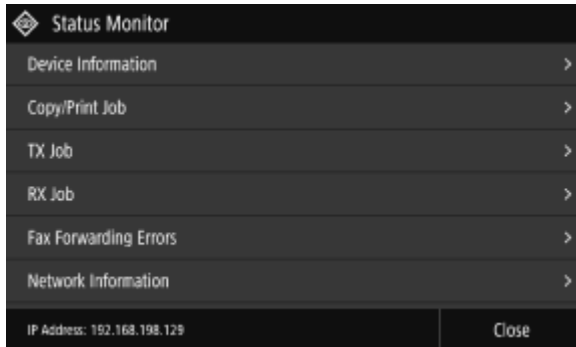 Status Monitor
Device Information
Copy/Print Job
TX Job
RX Job
Fax Forwarding Errors
Network Information
IP Address: 192.168.198.129
Close